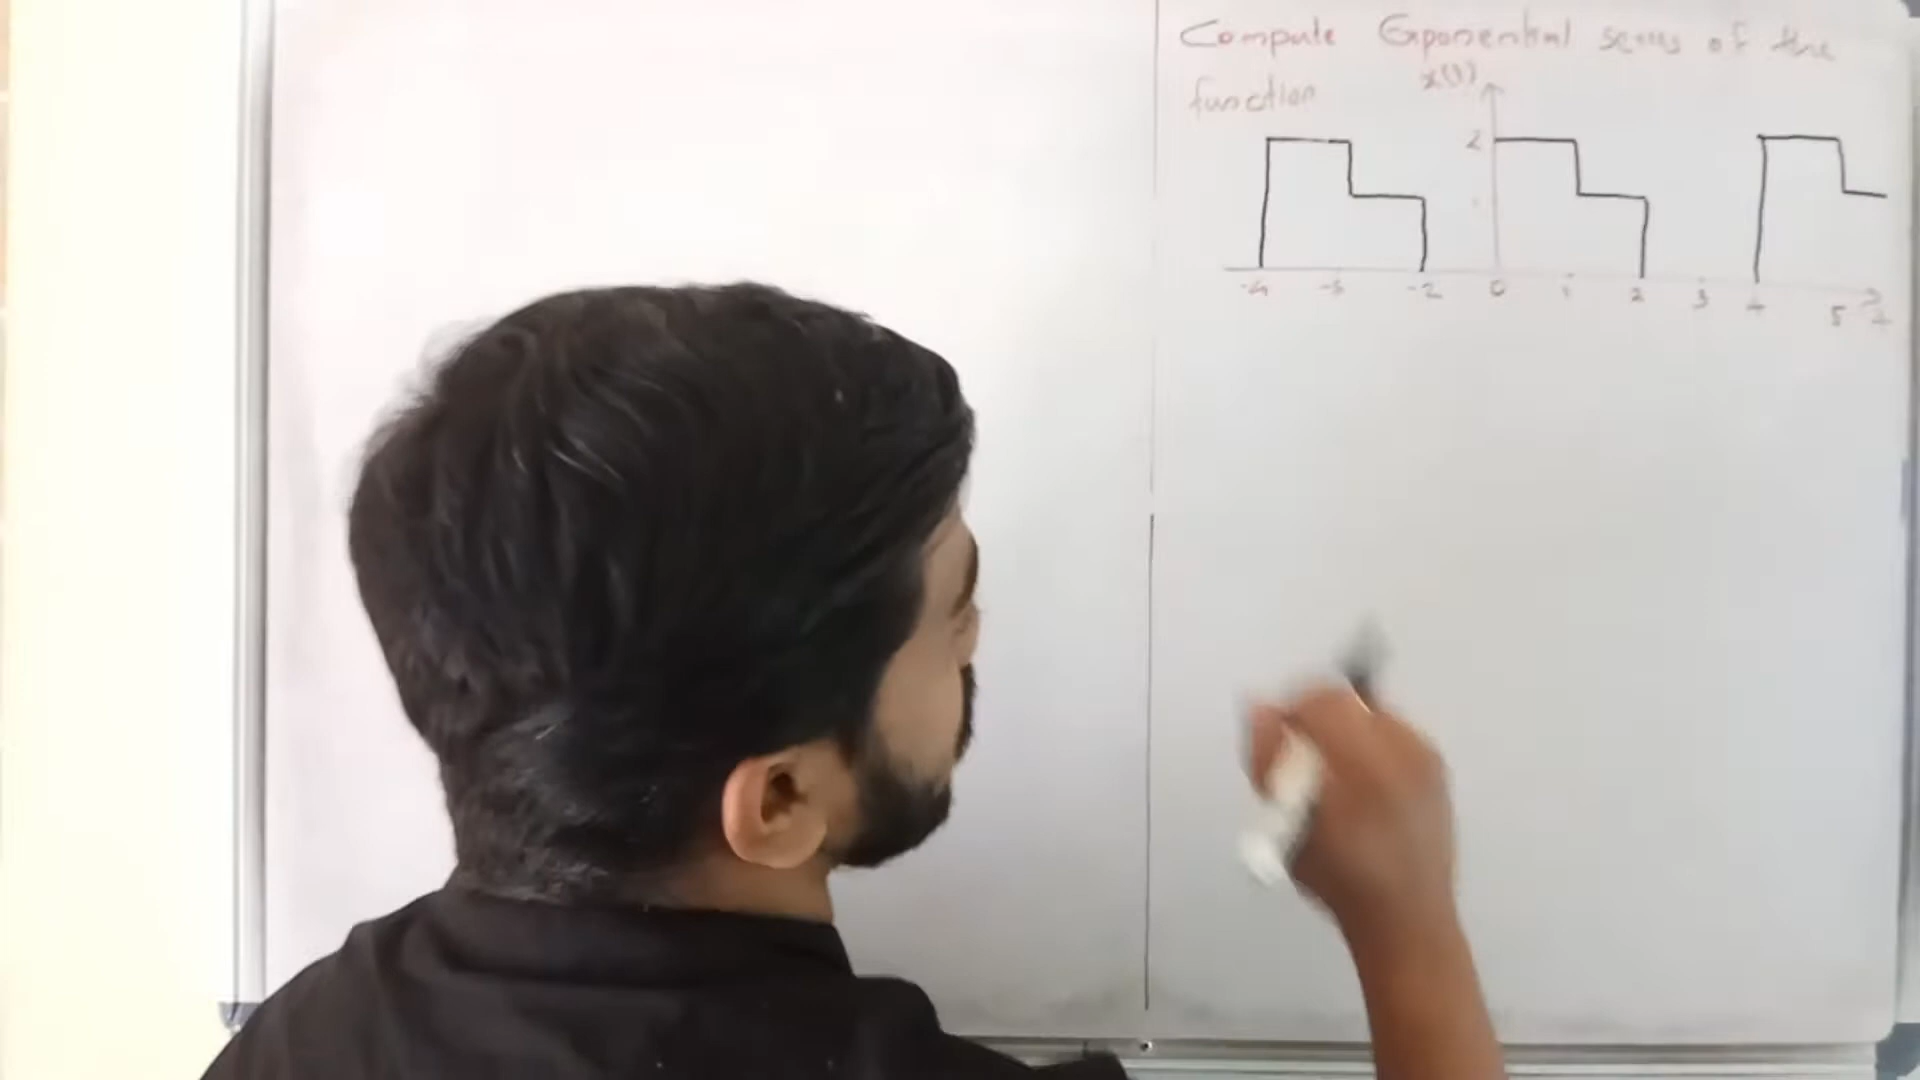 Compute Exponential series of the
function x(t)
2
-4 -3 -2 0 1 2 3 4 5 t